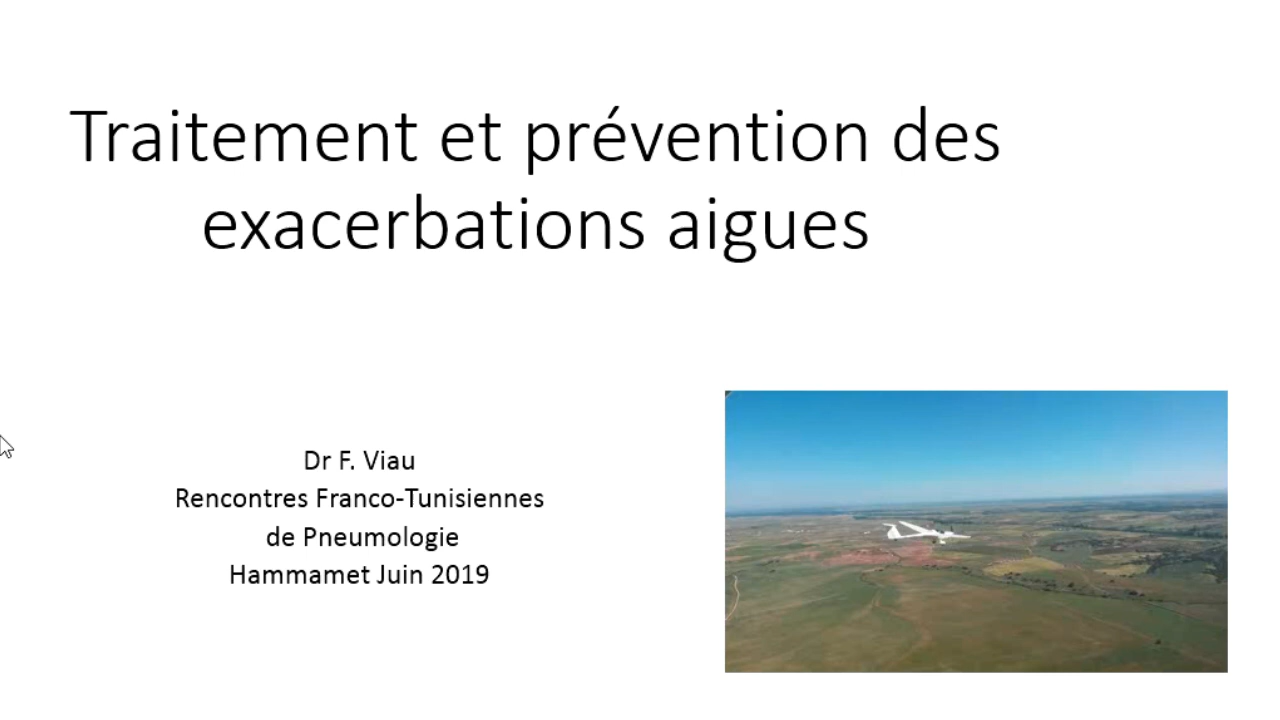 Traitement et prévention des
exacerbations aigues
Dr F. Viau
Rencontres Franco-Tunisiennes
de Pneumologie
Hammamet Juin 2019